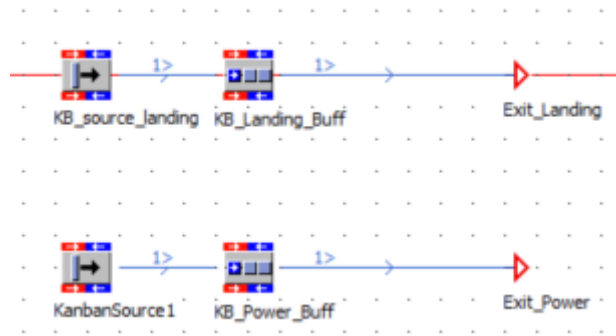 1> 1>
KB_source_landing KB_Landing_Buff Exit_Landing
1> 1>
KanbanSource1 KB_Power_Buff Exit_Power